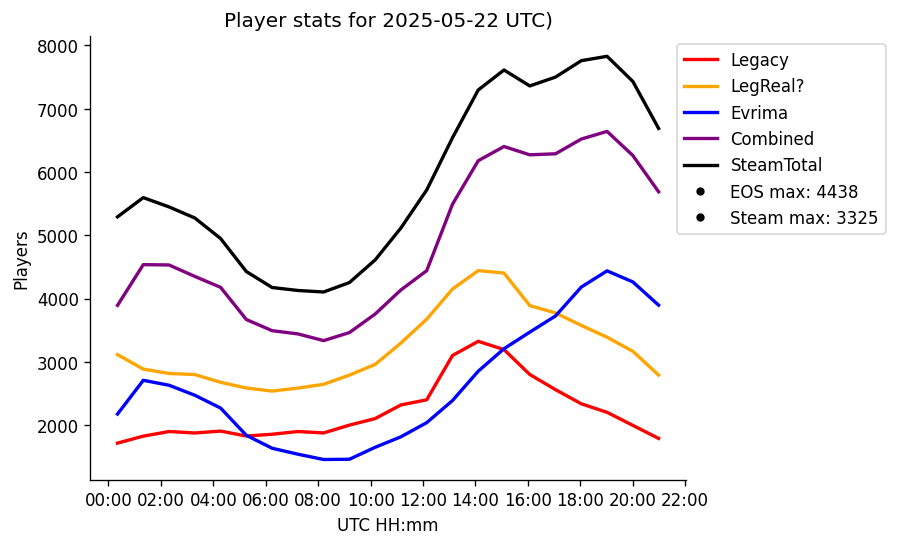 Player stats for 2025-05-22 UTC)
8000
7000
6000
5000
4000
3000
2000
Players
00:00 02:00 04:00 06:00 08:00 10:00 12:00 14:00 16:00 18:00 20:00 22:00
UTC HH:mm
Legacy
LegReal?
Evrima
Combined
SteamTotal
EOS max: 4438
Steam max: 3325